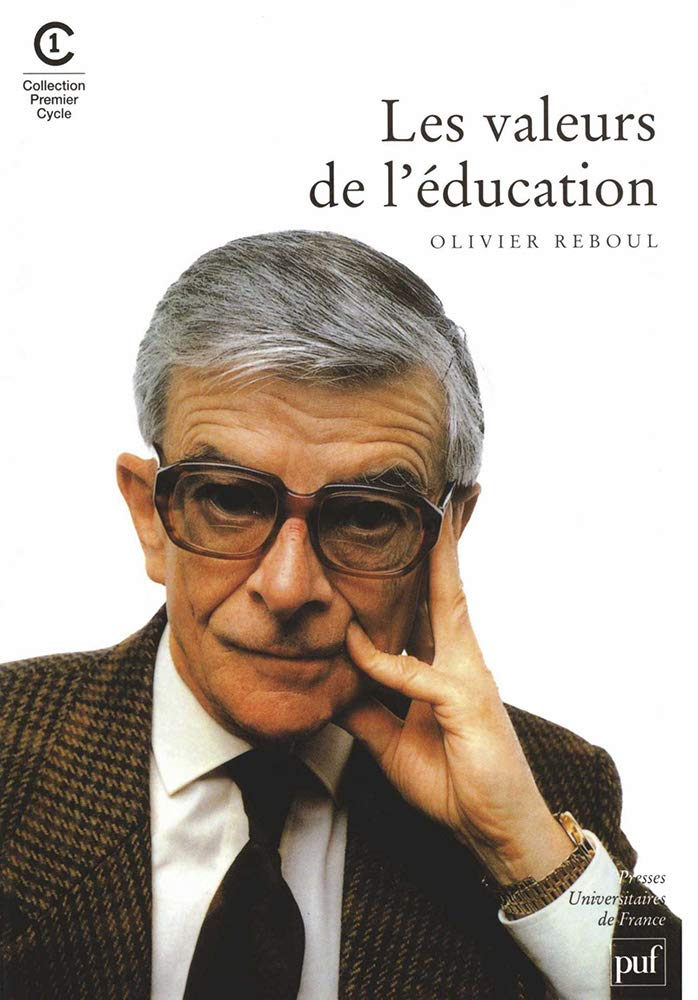 C1
Collection
Premier
Cycle
Les valeurs
de l'éducation
OLIVIER REBOUL
Presses
Universitaires
de France
puf